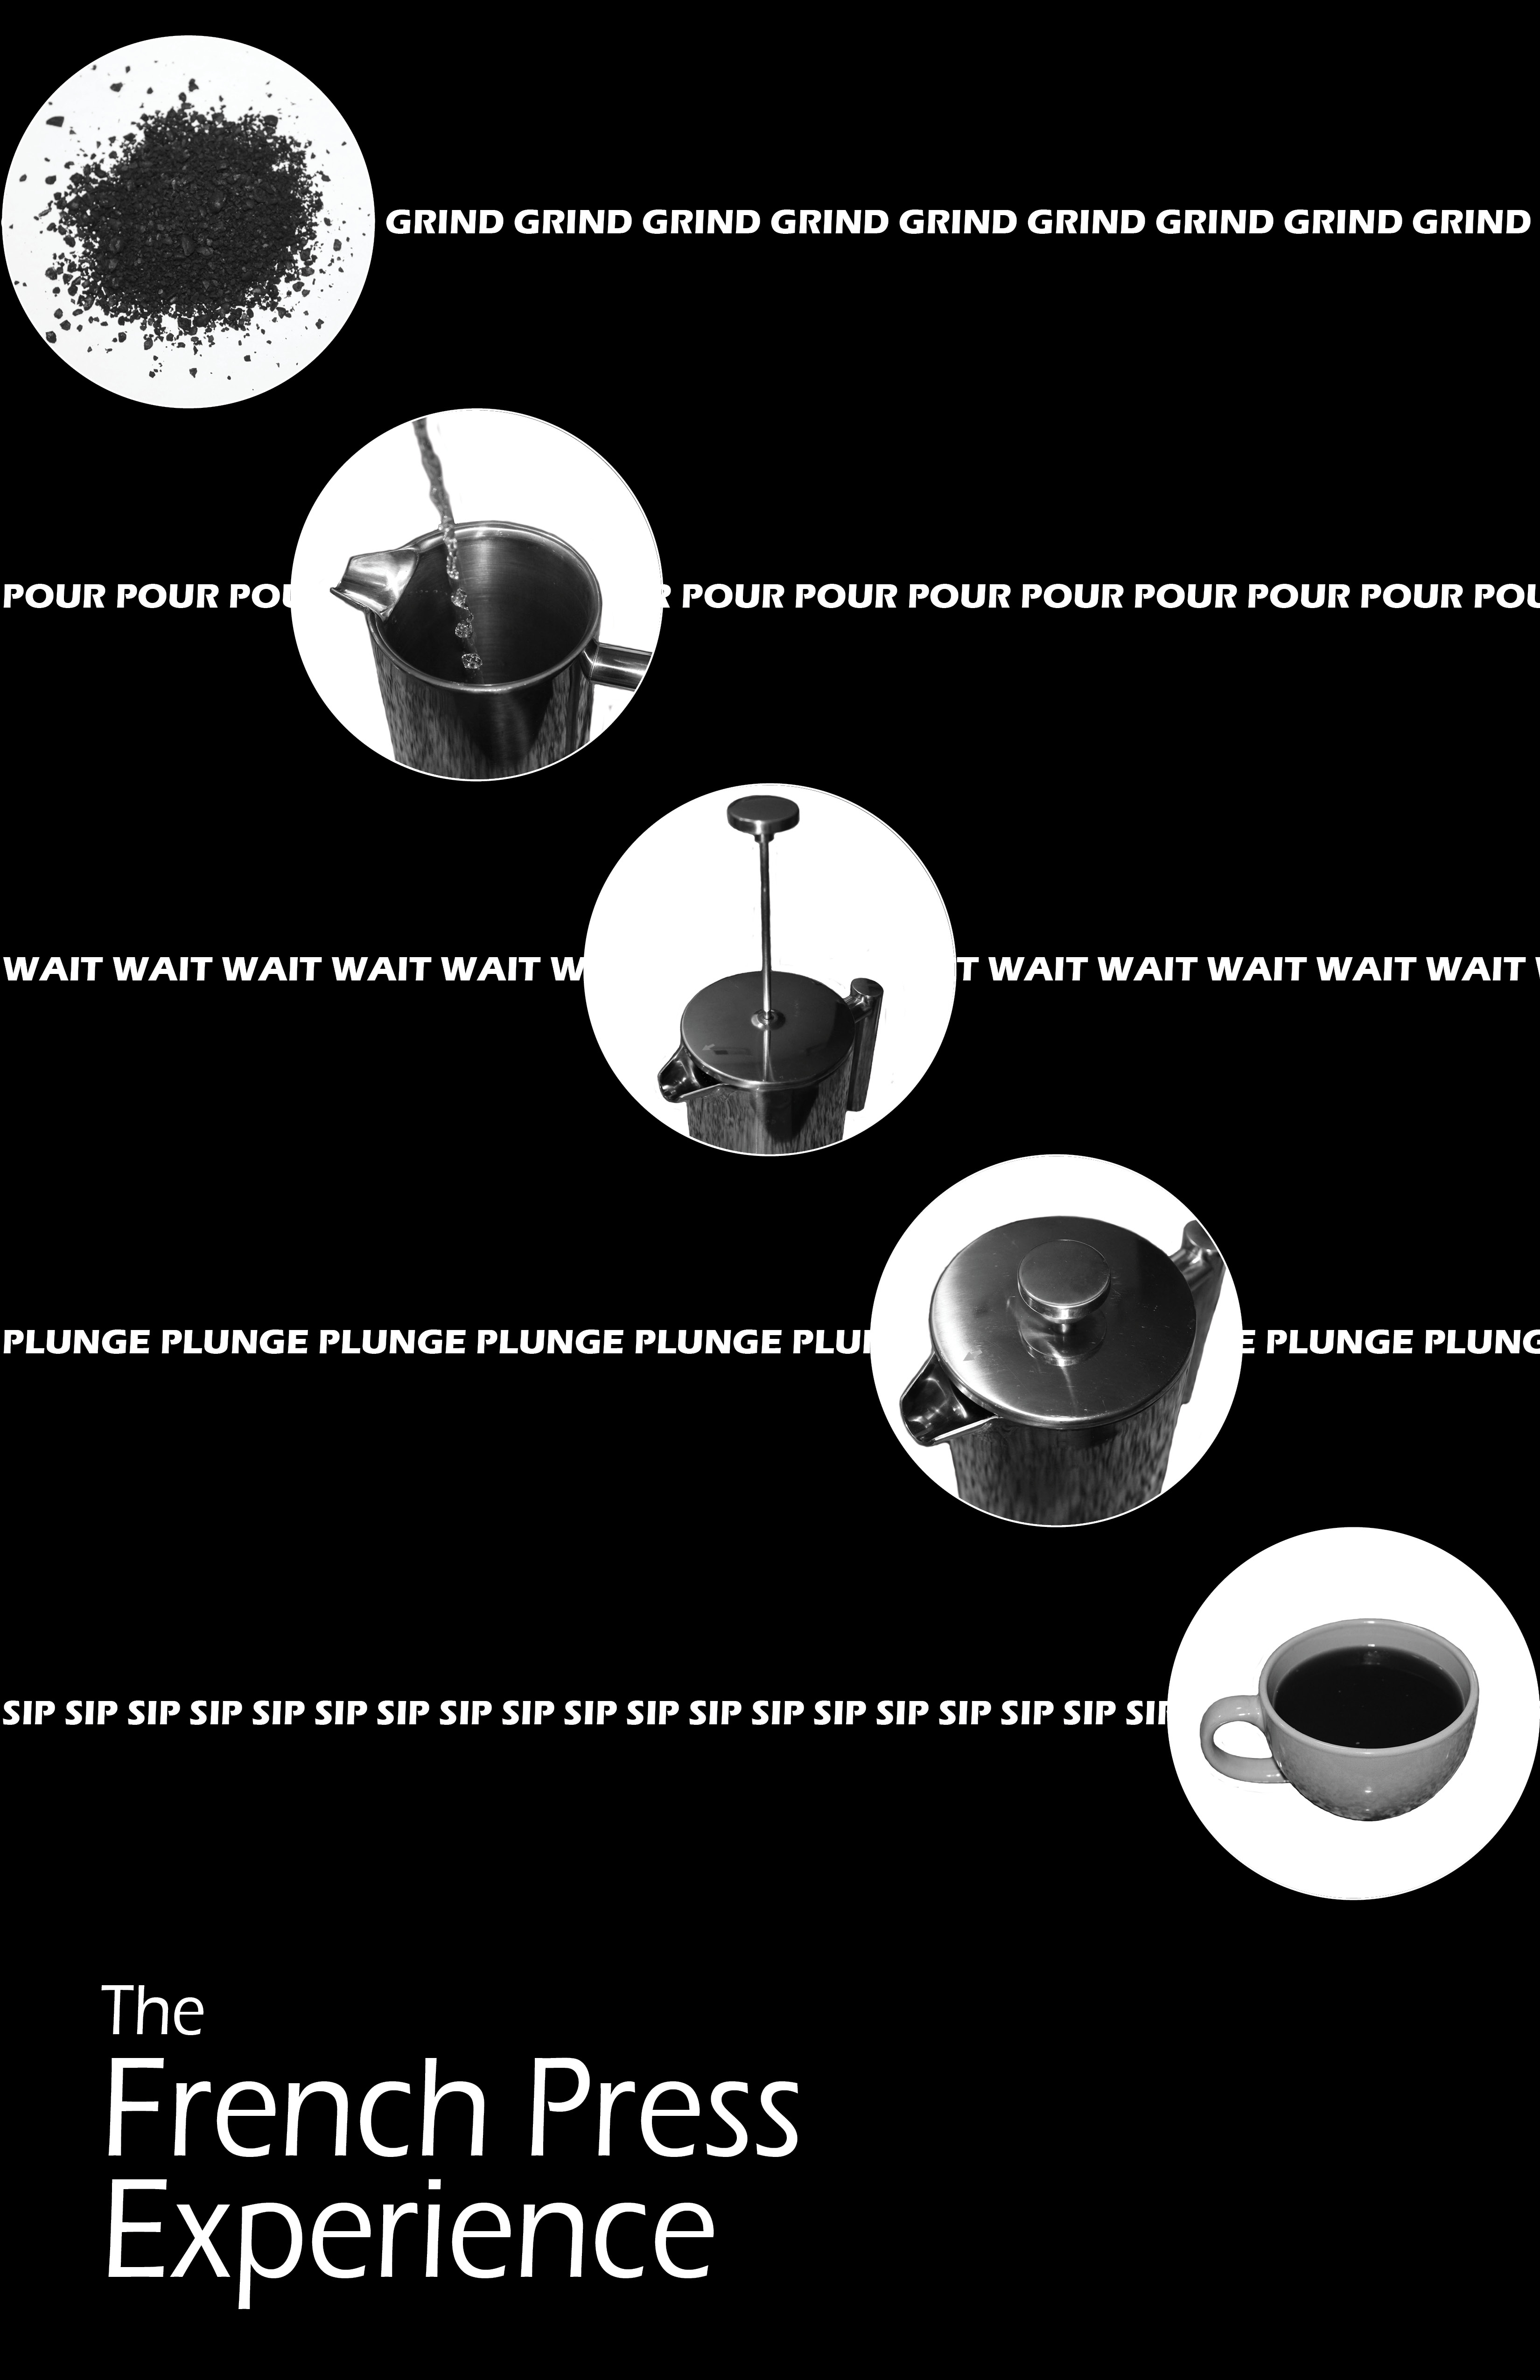 GRIND GRIND GRIND GRIND GRIND GRIND GRIND GRIND GRIND
POUR POUR POU R POUR POUR POUR POUR POUR POUR POUR POU
WAIT WAIT WAIT WAIT WAIT W T WAIT WAIT WAIT WAIT WAIT
PLUNGE PLUNGE PLUNGE PLUNGE PLUNGE PLUN E PLUNGE PLUNG
SIP SIP SIP SIP SIP SIP SIP SIP SIP SIP SIP SIP SIP SIP SIP SIP SIP SIP SIP
The
French Press
Experience